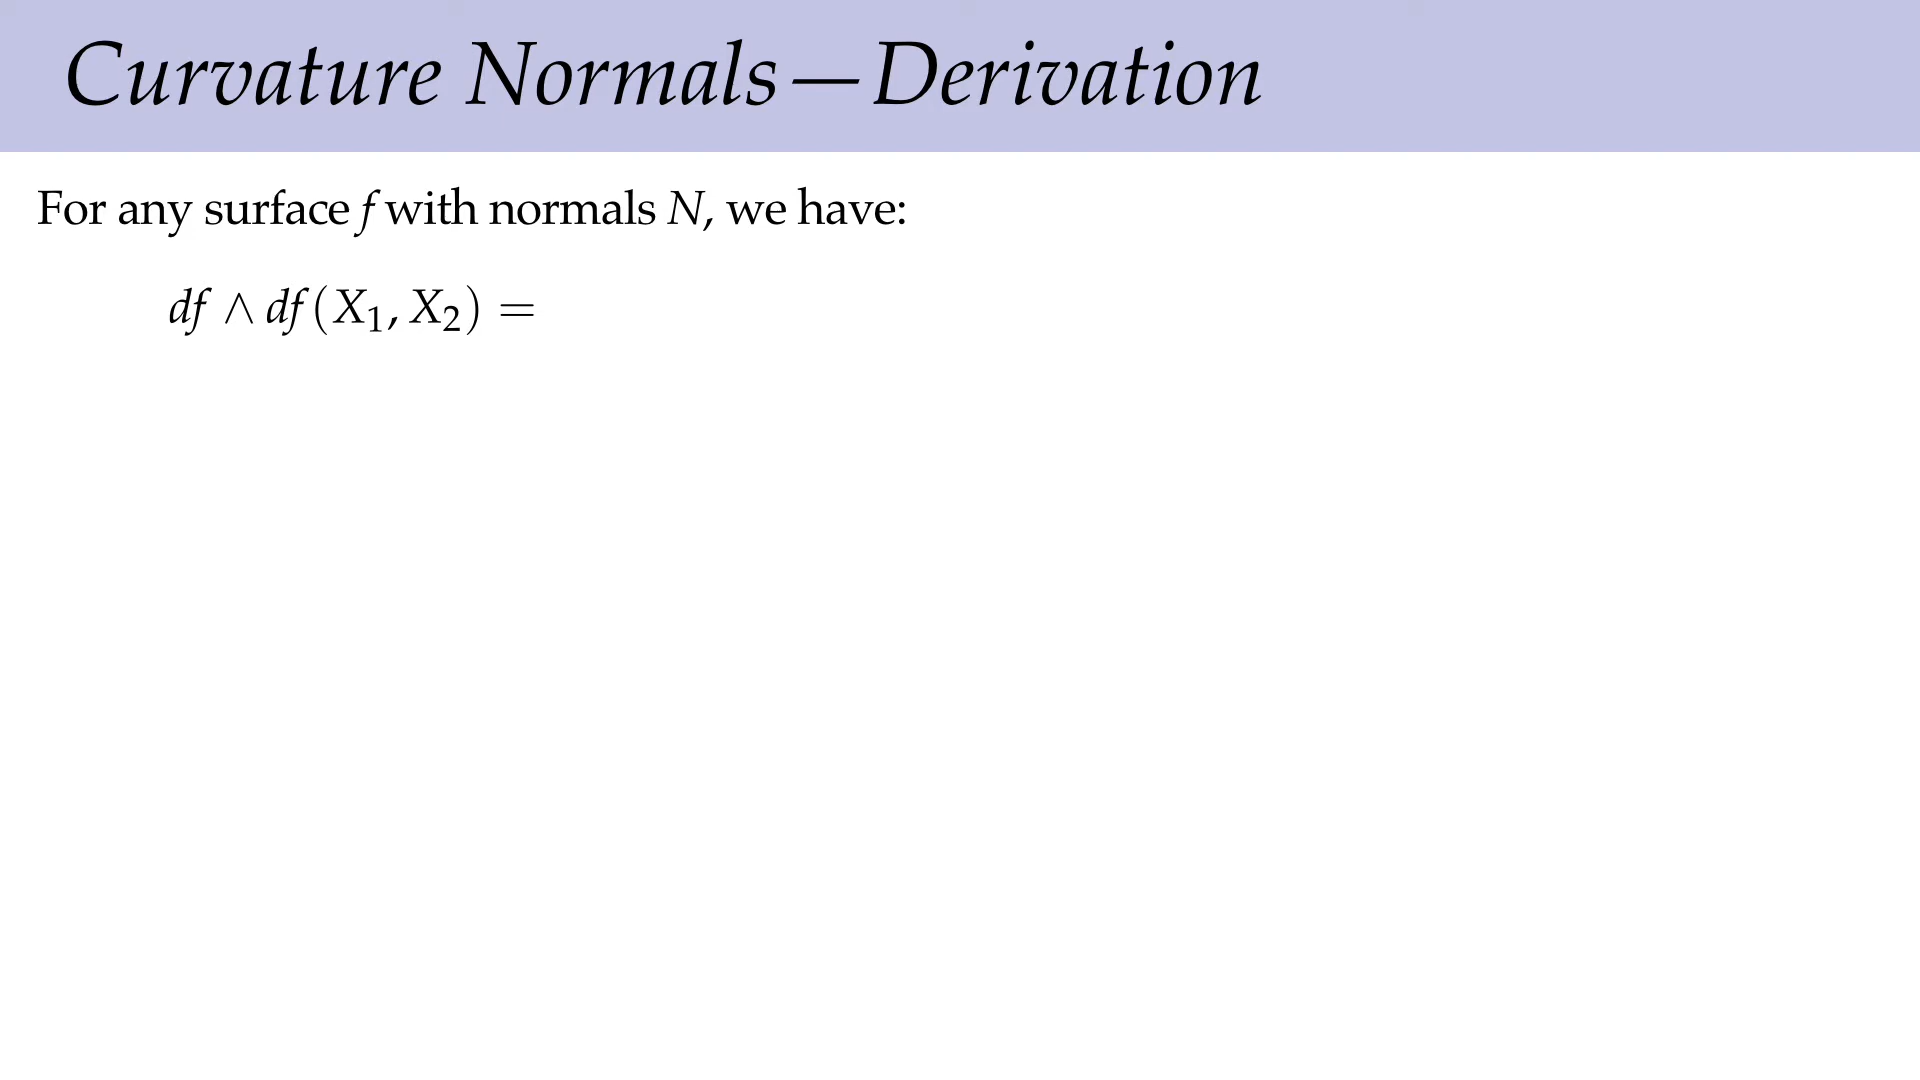 Curvature Normals—Derivation
For any surface f with normals N, we have:
df ∧ df(X₁, X₂) =